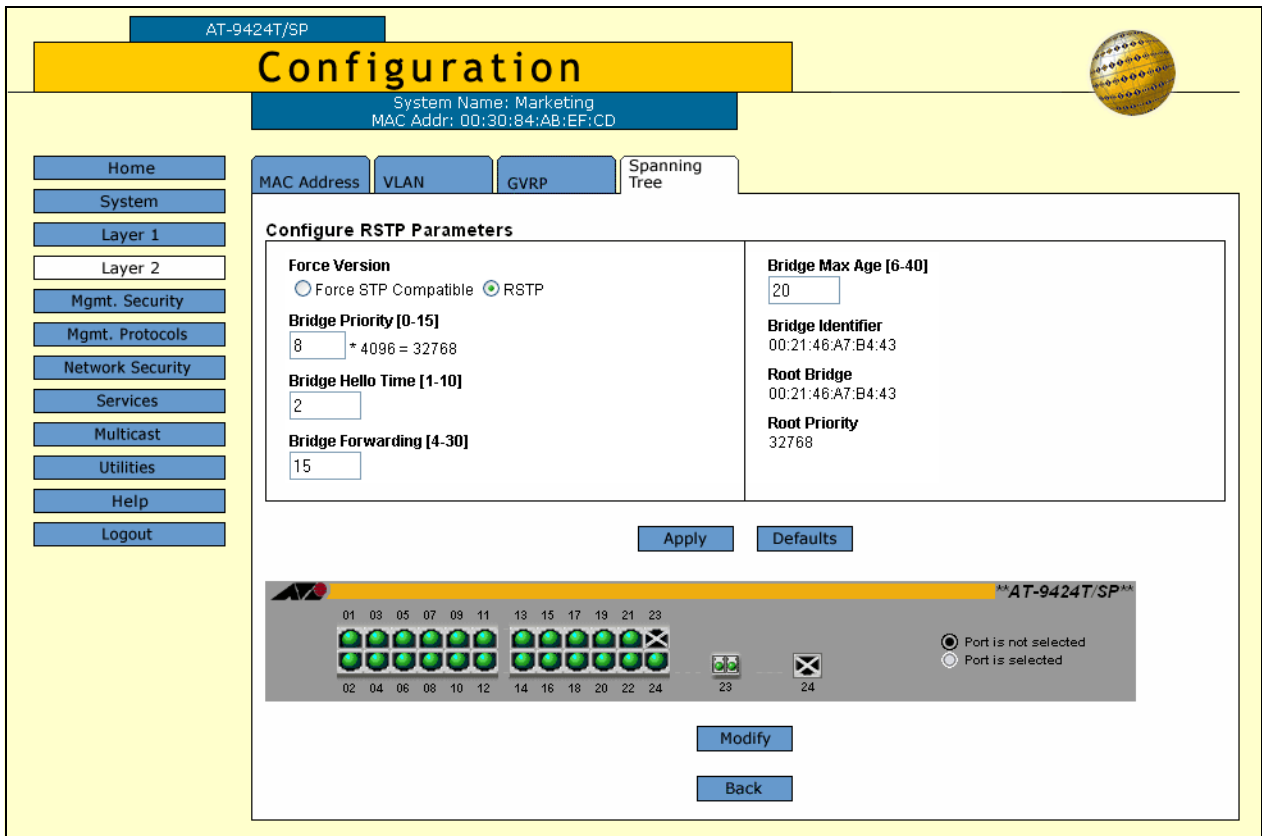 AT-9424T/SP
Configuration
System Name: Marketing
MAC Addr: 00:30:84:AB:EF:CD
Home
System
Layer 1
Layer 2
Mgmt. Security
Mgmt. Protocols
Network Security
Services
Multicast
Utilities
Help
Logout
MAC Address
VLAN
GVRP
Spanning
Tree
Configure RSTP Parameters
Force Version
Force STP Compatible RSTP
Bridge Priority [0-15]
8 * 4096 = 32768
Bridge Hello Time [1-10]
2
Bridge Forwarding [4-30]
15
Bridge Max Age [6-40]
20
Bridge Identifier
00:21:46:A7:B4:43
Root Bridge
00:21:46:A7:B4:43
Root Priority
32768
Apply Defaults
**AT-9424T/SP**
01 03 05 07 09 11 13 15 17 19 21 23
Port is not selected
Port is selected
02 04 06 08 10 12 14 16 18 20 22 24 23 24
Modify
Back